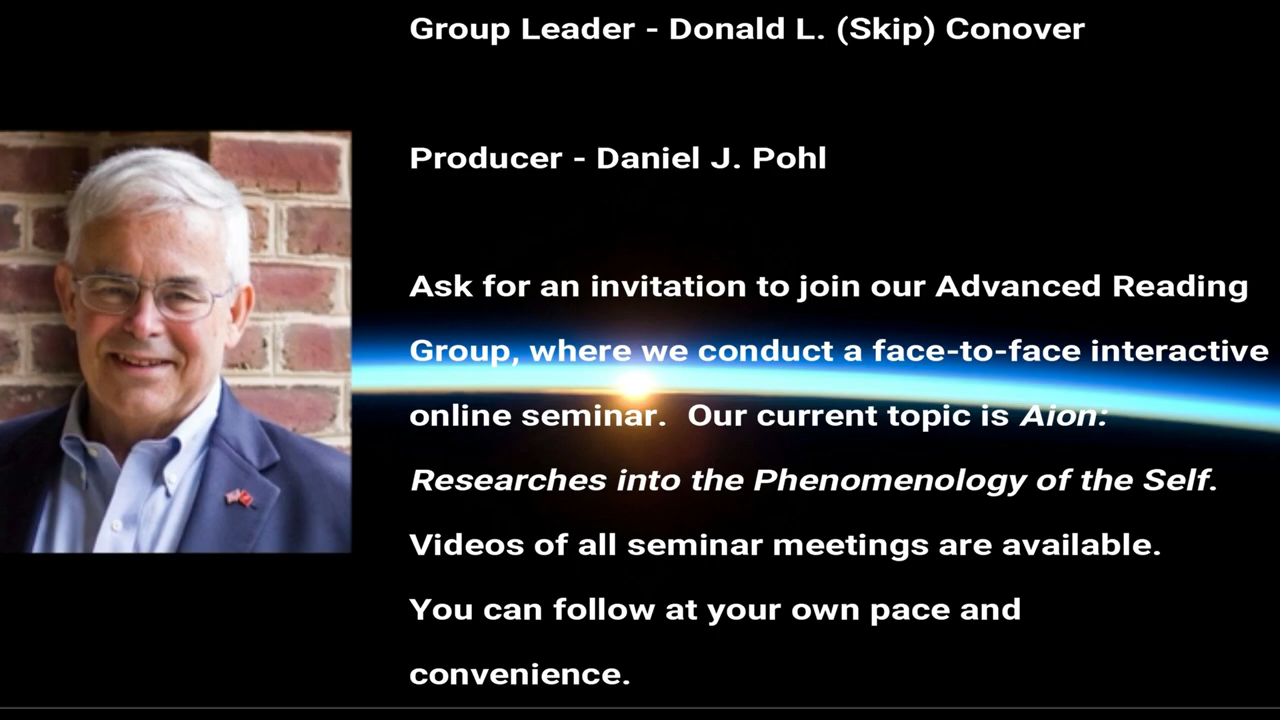 Group Leader - Donald L. (Skip) Conover
Producer - Daniel J. Pohl
Ask for an invitation to join our Advanced Reading
Group, where we conduct a face-to-face interactive
online seminar.  Our current topic is Aion:
Researches into the Phenomenology of the Self.
Videos of all seminar meetings are available.
You can follow at your own pace and
convenience.